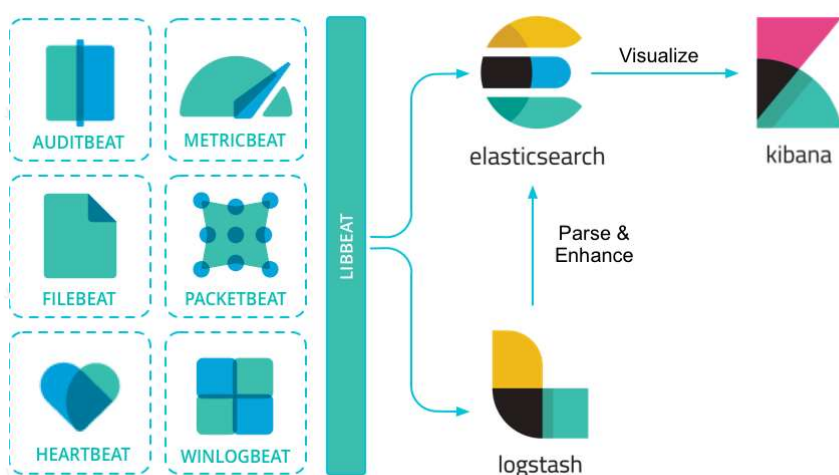 AUDITBEAT
METRICBEAT
FILEBEAT
PACKETBEAT
HEARTBEAT
WINLOGBEAT
LIBBEAT
elasticsearch
Visualize
kibana
Parse &
Enhance
logstash